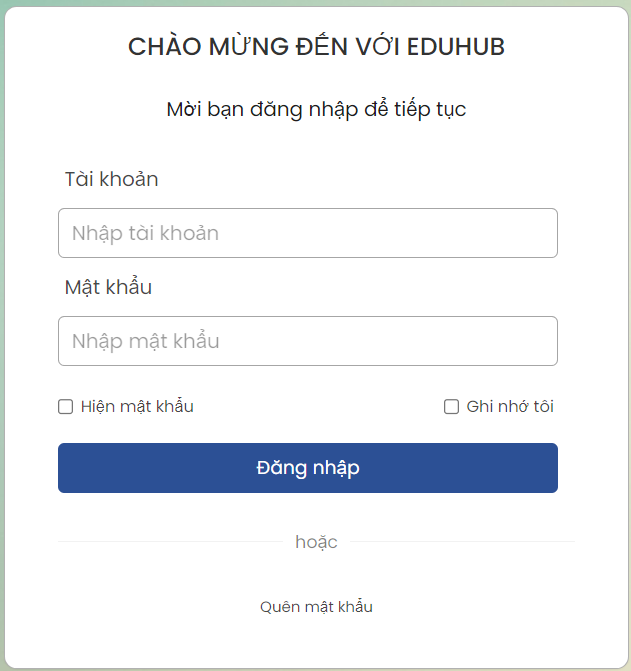 CHÀO MỪNG ĐẾN VỚI EDUHUB
Mời bạn đăng nhập để tiếp tục
Tài khoản
Nhập tài khoản
Mật khẩu
Nhập mật khẩu
Hiện mật khẩu Ghi nhớ tôi
Đăng nhập
hoặc
Quên mật khẩu